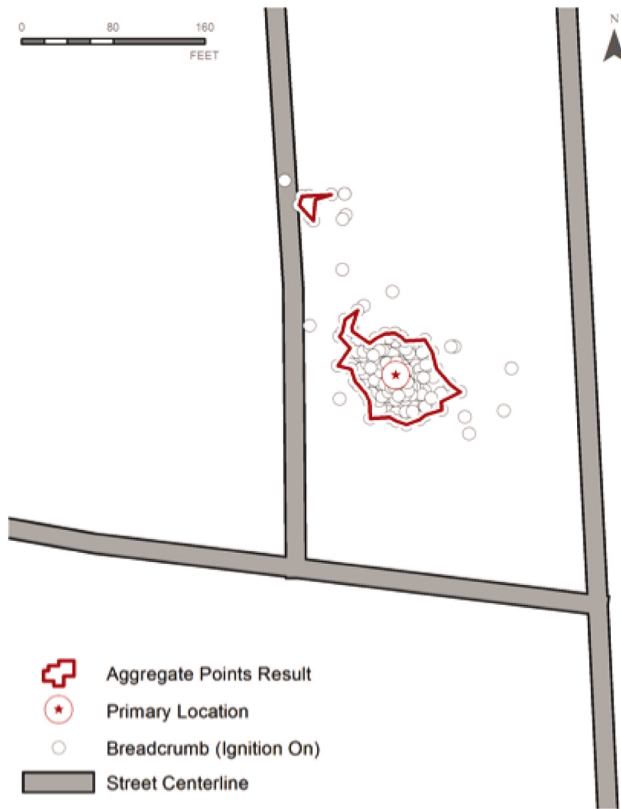 0 80 160
FEET
N
Aggregate Points Result
Primary Location
Breadcrumb (Ignition On)
Street Centerline